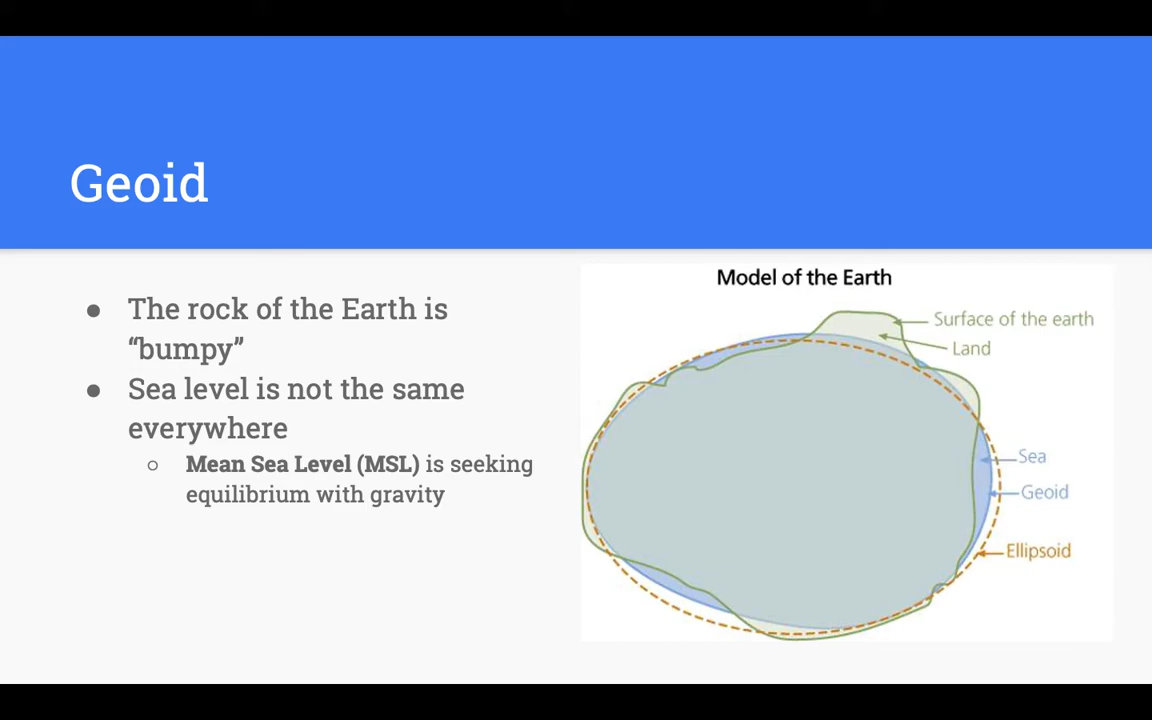 Geoid
● The rock of the Earth is
“bumpy”
● Sea level is not the same
everywhere
○ Mean Sea Level (MSL) is seeking
equilibrium with gravity
Model of the Earth
Surface of the earth
Land
Sea
Geoid
Ellipsoid